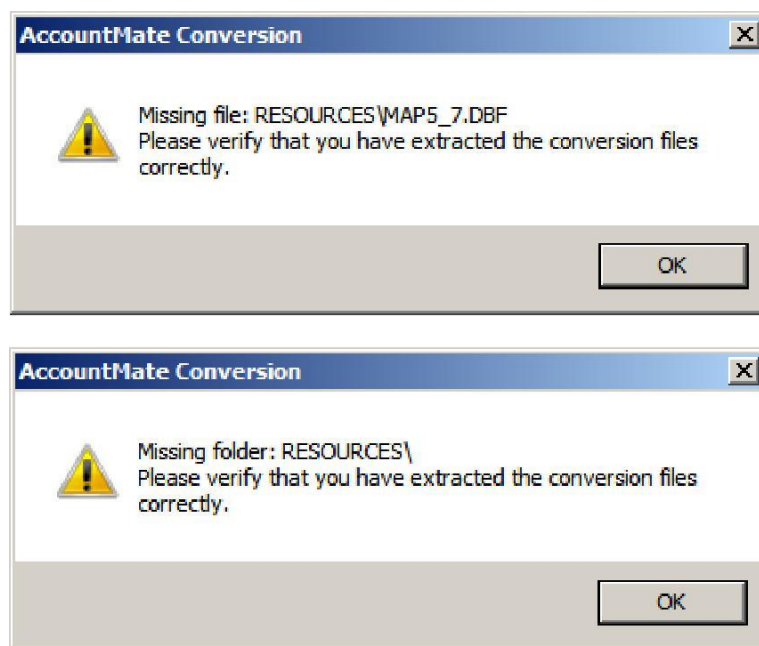 AccountMate Conversion
Missing file: RESOURCES\MAP5_7.DBF
Please verify that you have extracted the conversion files
correctly.
OK
AccountMate Conversion
Missing folder: RESOURCES\
Please verify that you have extracted the conversion files
correctly.
OK